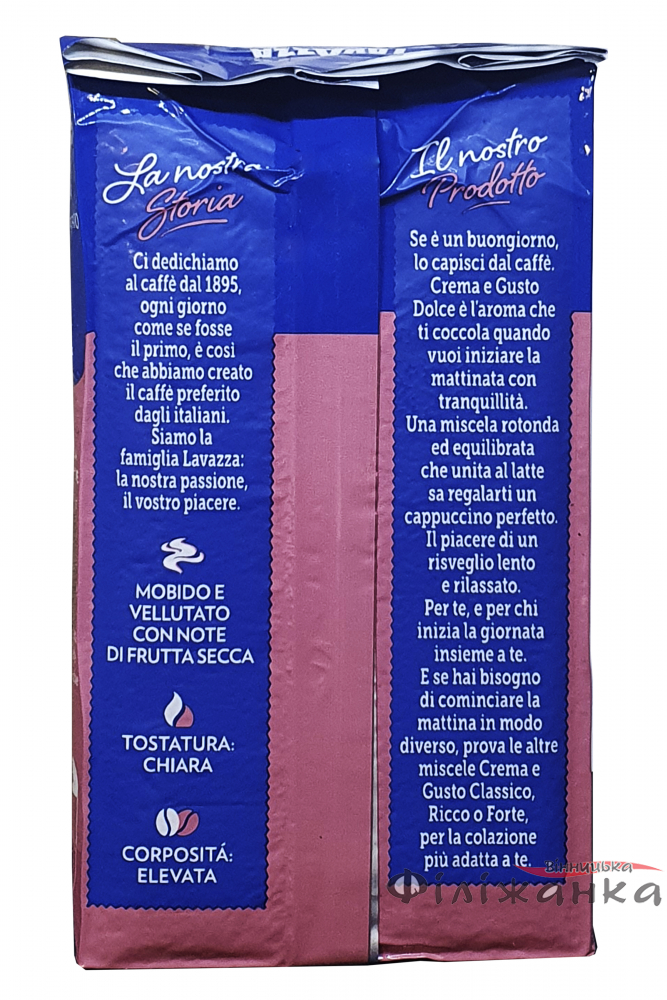 LAVAZZA
La nostra
Storia
Ci dedichiamo
al caffè dal 1895,
ogni giorno
come se fosse
il primo, è così
che abbiamo creato
il caffè preferito
dagli italiani.
Siamo la
famiglia Lavazza:
la nostra passione,
il vostro piacere.
MOBIDO E
VELLUTATO
CON NOTE
DI FRUTTA SECCA
TOSTATURA:
CHIARA
CORPOSITÁ:
ELEVATA
Il nostro
Prodotto
Se è un buongiorno,
lo capisci dal caffè.
Crema e Gusto
Dolce è l'aroma che
ti coccola quando
vuoi iniziare la
mattinata con
tranquillità.
Una miscela rotonda
ed equilibrata
che unita al latte
sa regalarti un
cappuccino perfetto.
Il piacere di un
risveglio lento
e rilassato.
Per te, e per chi
inizia la giornata
insieme a te.
E se hai bisogno
di cominciare la
mattina in modo
diverso, prova le altre
miscele Crema e
Gusto Classico,
Ricco o Forte,
per la colazione
più adatta a te.
Вінницька
Філіжанка